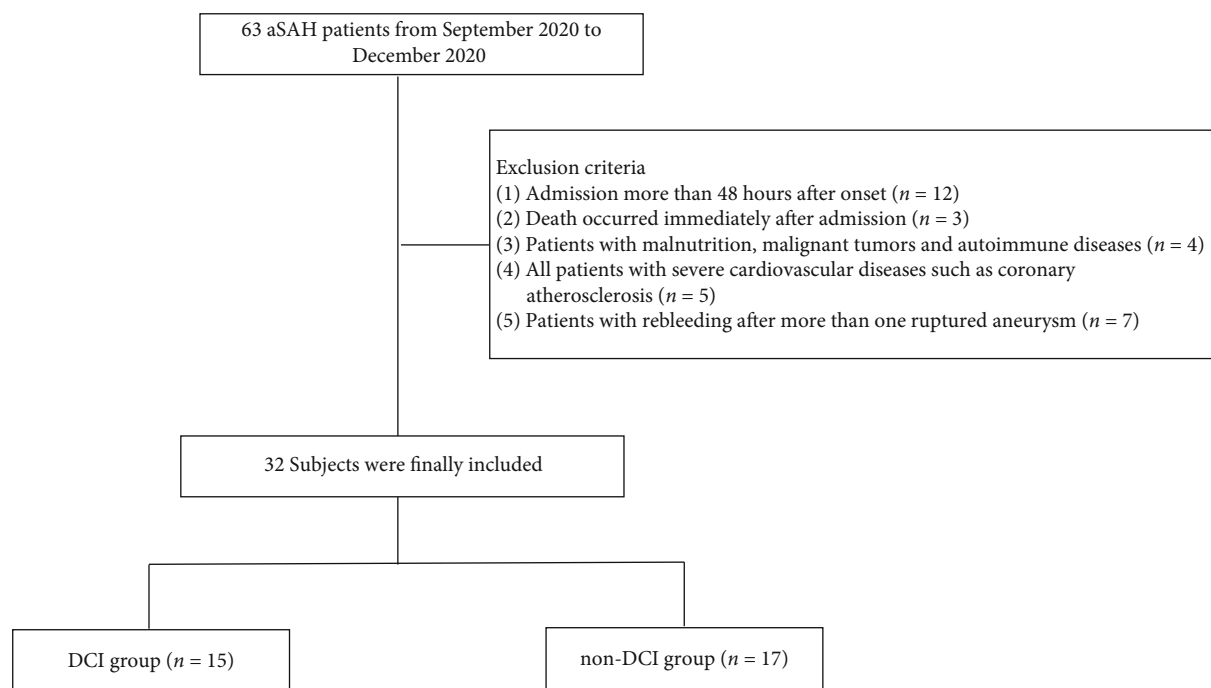 63 aSAH patients from September 2020 to
December 2020
Exclusion criteria
(1) Admission more than 48 hours after onset (n = 12)
(2) Death occurred immediately after admission (n = 3)
(3) Patients with malnutrition, malignant tumors and autoimmune diseases (n = 4)
(4) All patients with severe cardiovascular diseases such as coronary
atherosclerosis (n = 5)
(5) Patients with rebleeding after more than one ruptured aneurysm (n = 7)
32 Subjects were finally included
DCI group (n = 15)
non-DCI group (n = 17)